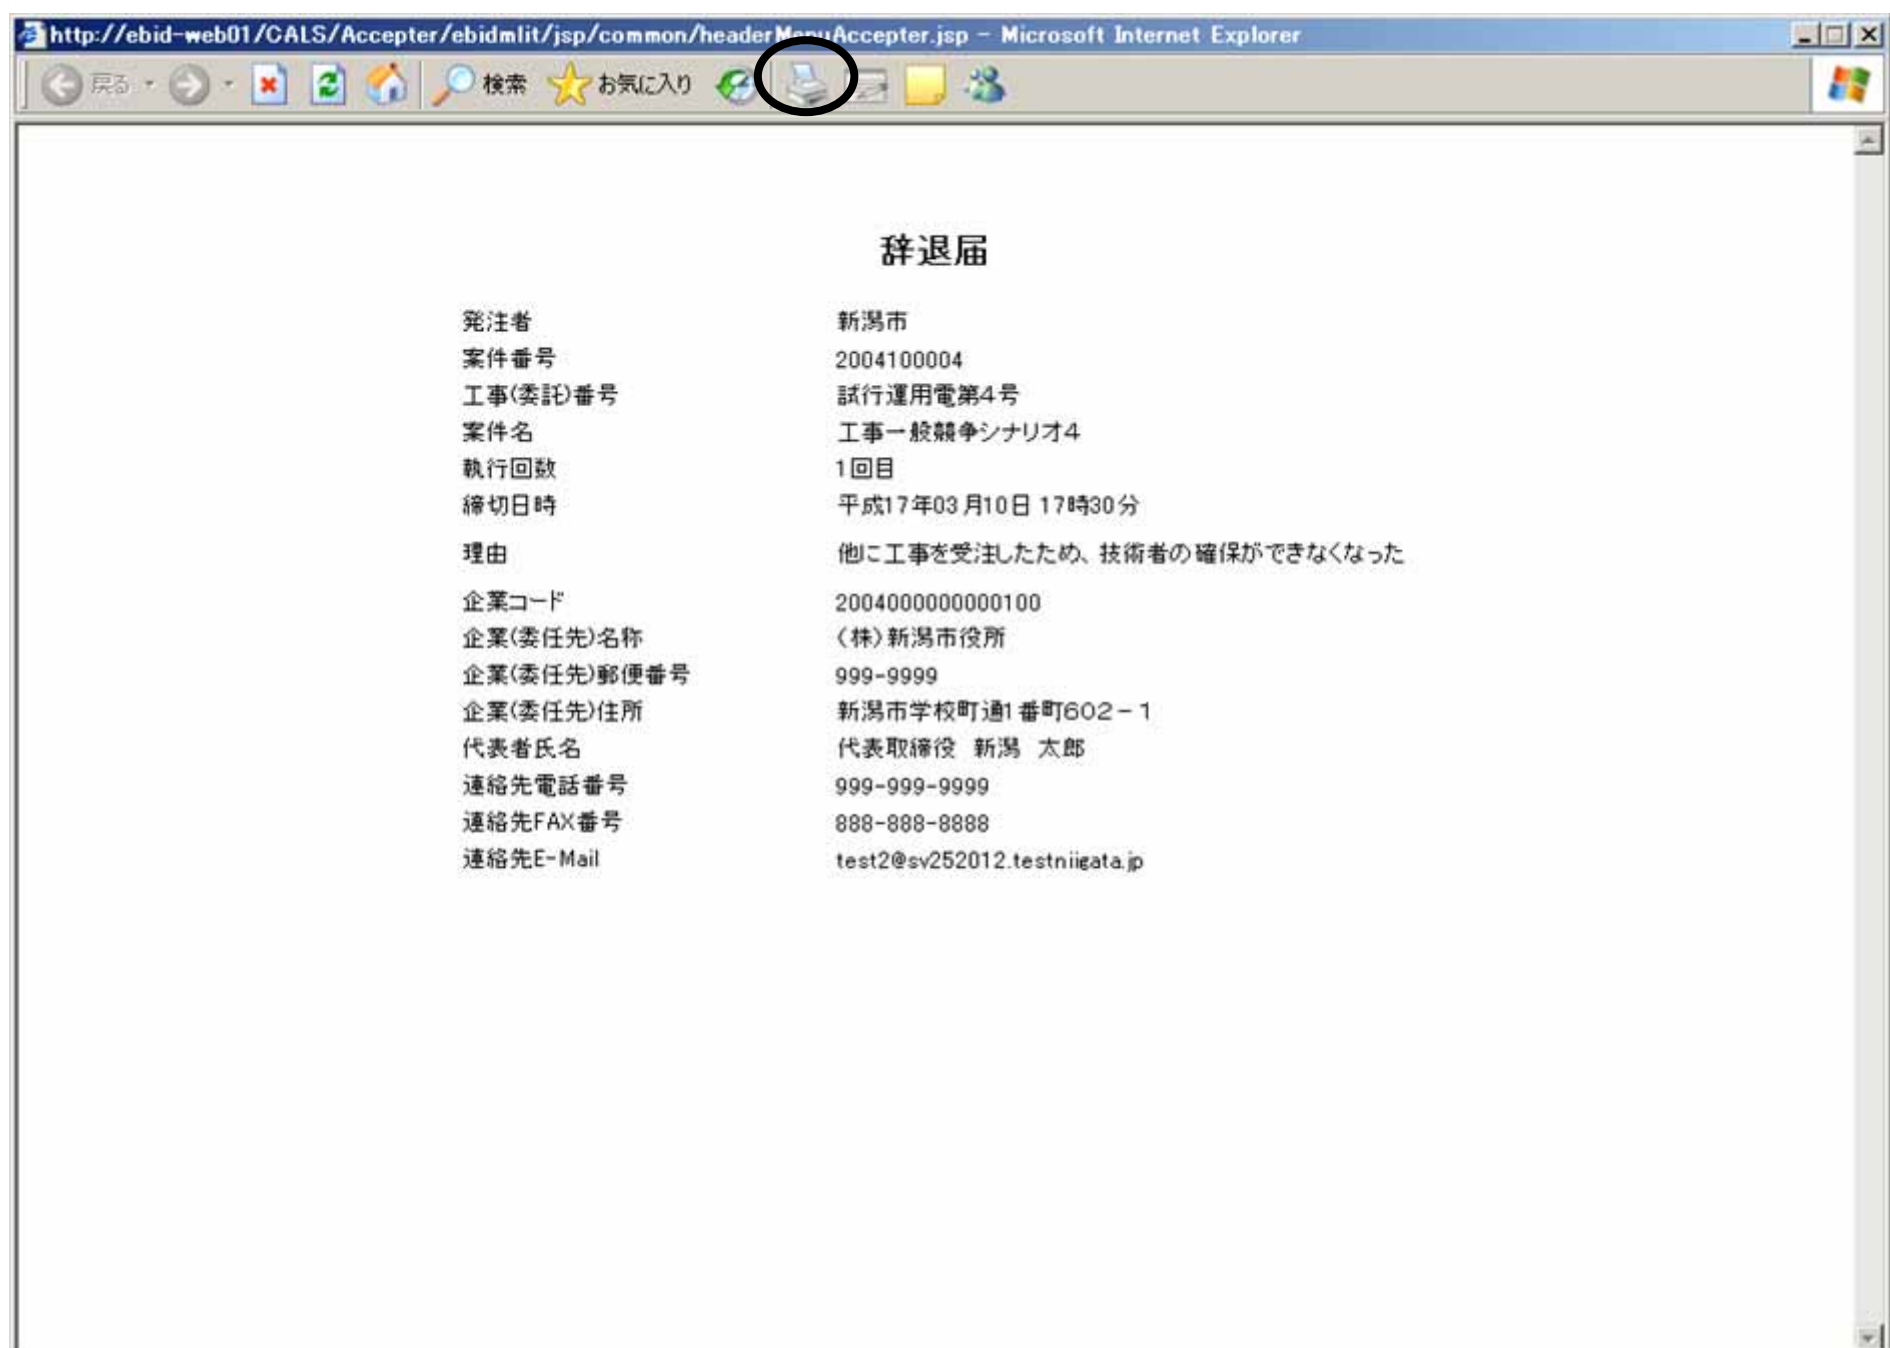 http://ebid-web01/CALS/Accepter/ebidmlit/jsp/common/headerMenuAccepter.jsp - Microsoft Internet Explorer
戻る 検索 お気に入り
辞退届
発注者 新潟市
案件番号 2004100004
工事(委託)番号 試行運用電第4号
案件名 工事一般競争シナリオ4
執行回数 1回目
締切日時 平成17年03月10日 17時30分
理由 他に工事を受注したため、技術者の確保ができなくなった
企業コード 2004000000000100
企業(委任先)名称 (株)新潟市役所
企業(委任先)郵便番号 999-9999
企業(委任先)住所 新潟市学校町通1番町602-1
代表者氏名 代表取締役 新潟 太郎
連絡先電話番号 999-999-9999
連絡先FAX番号 888-888-8888
連絡先E-Mail test2@sv252012.testniigata.jp